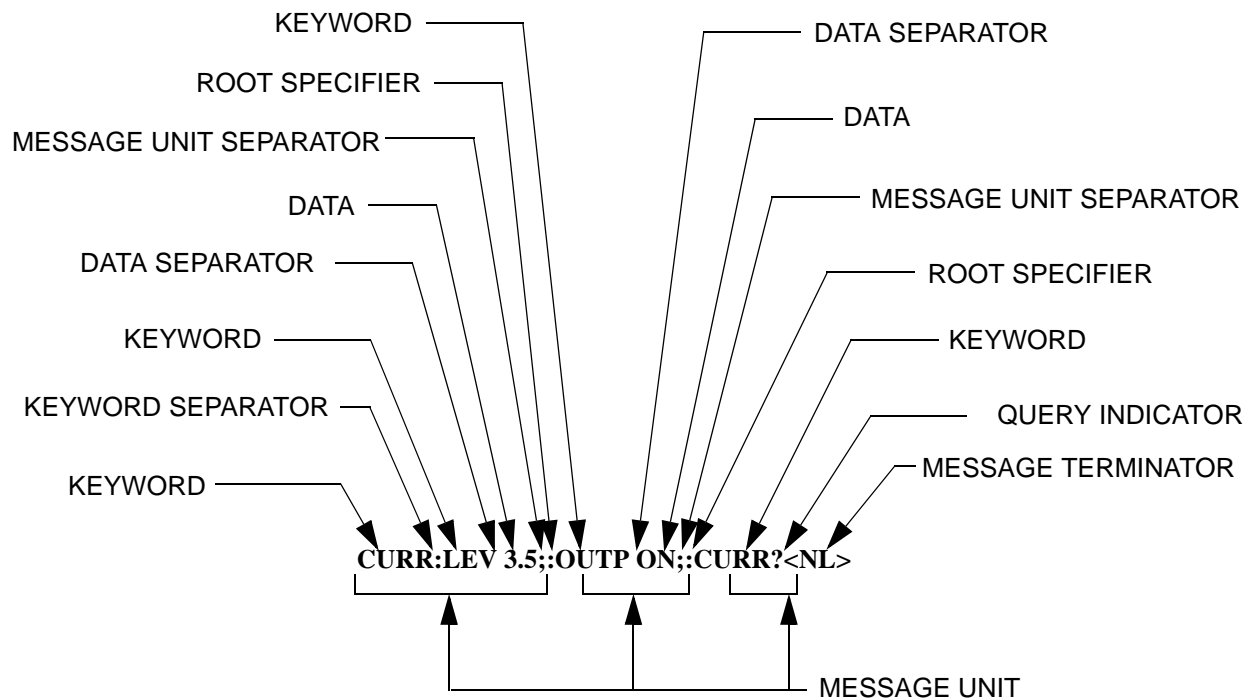 KEYWORD
DATA SEPARATOR
ROOT SPECIFIER
DATA
MESSAGE UNIT SEPARATOR
DATA
MESSAGE UNIT SEPARATOR
DATA SEPARATOR
ROOT SPECIFIER
KEYWORD
KEYWORD
KEYWORD SEPARATOR
QUERY INDICATOR
KEYWORD
MESSAGE TERMINATOR
CURR:LEV 3.5;:OUTP ON;:CURR?<NL>
MESSAGE UNIT